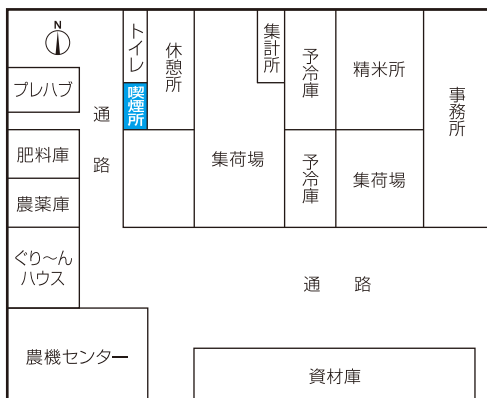 N
トイレ
休憩所
集計所
予冷庫
精米所
事務所
プレハブ
喫煙所
通路
肥料庫
集荷場
予冷庫
集荷場
農薬庫
ぐり〜ん
ハウス
通路
農機センター
資材庫